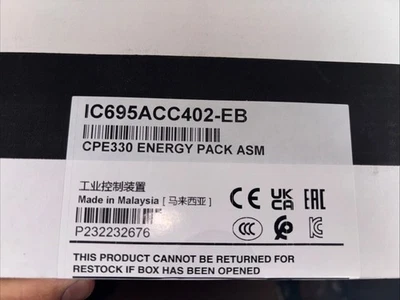 IC695ACC402-EB
CPE330 ENERGY PACK ASM
工业控制装置
Made in Malaysia [ 马来西亚 ]
P232232676
CE UK CA EAC
CCC
THIS PRODUCT CANNOT BE RETURNED FOR
RESTOCK IF BOX HAS BEEN OPENED